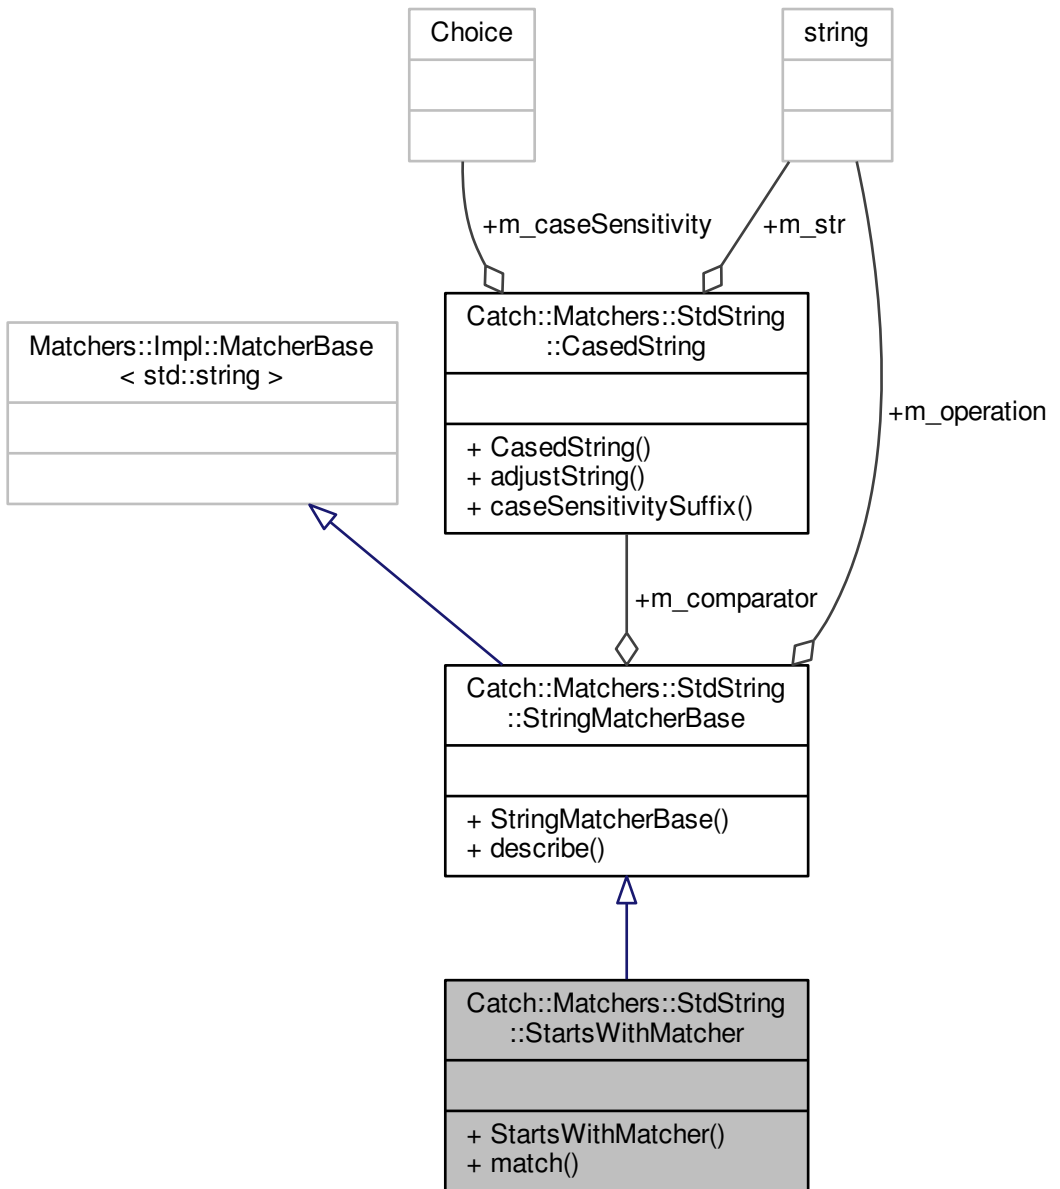 Choice
string
+m_caseSensitivity
+m_str
Catch::Matchers::StdString
::CasedString
+ CasedString()
+ adjustString()
+ caseSensitivitySuffix()
Matchers::Impl::MatcherBase
< std::string >
+m_operation
+m_comparator
Catch::Matchers::StdString
::StringMatcherBase
+ StringMatcherBase()
+ describe()
Catch::Matchers::StdString
::StartsWithMatcher
+ StartsWithMatcher()
+ match()